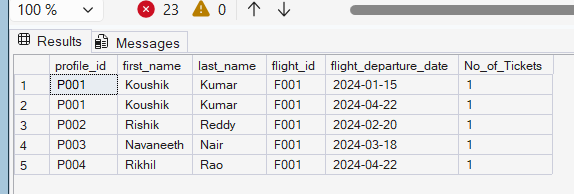 100 % 23 0
Results Messages
profile_id first_name last_name flight_id flight_departure_date No_of_Tickets
1 P001 Koushik Kumar F001 2024-01-15 1
2 P001 Koushik Kumar F001 2024-04-22 1
3 P002 Rishik Reddy F001 2024-02-20 1
4 P003 Navaneeth Nair F001 2024-03-18 1
5 P004 Rikhil Rao F001 2024-04-22 1